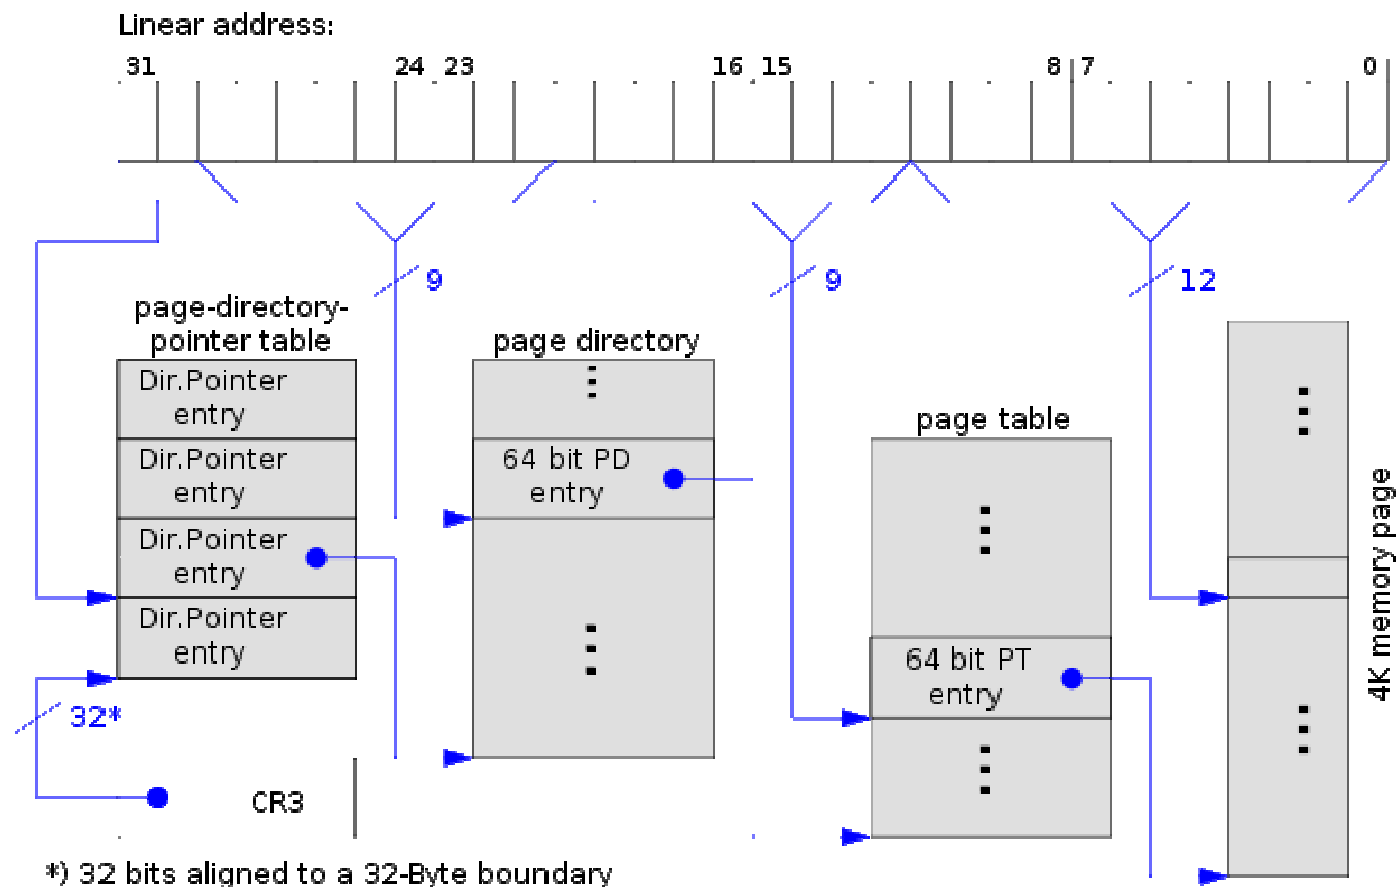 Linear address:
31 24 23 16 15 8 7 0
9 9 12
page-directory-
pointer table
Dir.Pointer
entry
Dir.Pointer
entry
Dir.Pointer
entry
Dir.Pointer
entry
32*
CR3
page directory
64 bit PD
entry
page table
64 bit PT
entry
4K memory page
*) 32 bits aligned to a 32-Byte boundary